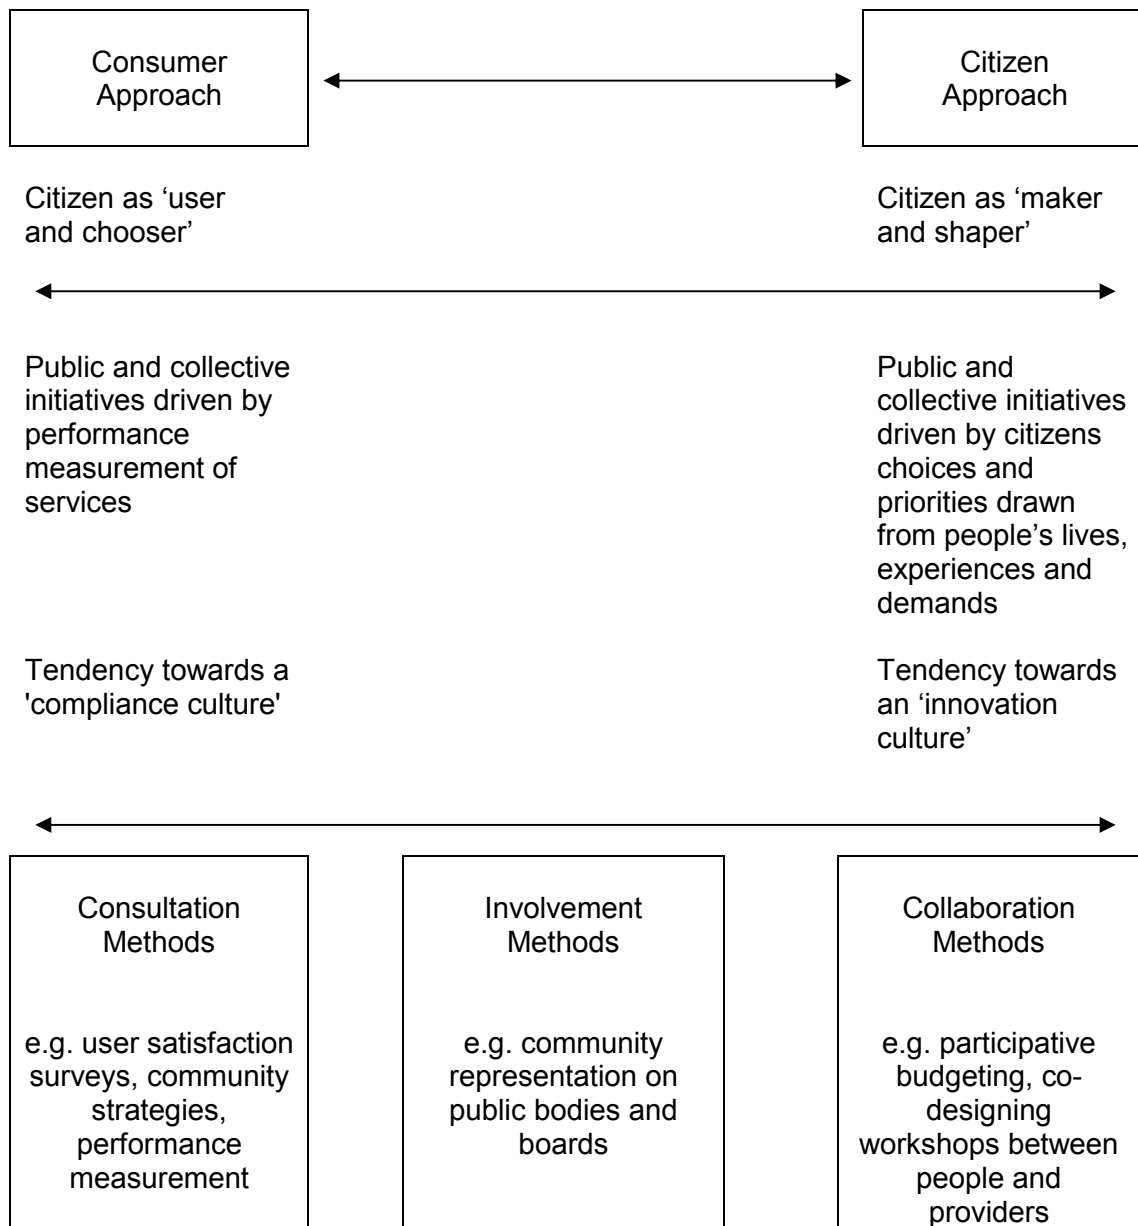 Consumer
Approach
Citizen
Approach
Citizen as ‘user
and chooser’
Citizen as ‘maker
and shaper’
Public and collective
initiatives driven by
performance
measurement of
services
Public and
collective initiatives
driven by citizens
choices and
priorities drawn
from people’s lives,
experiences and
demands
Tendency towards a
'compliance culture'
Tendency towards
an ‘innovation
culture’
Consultation
Methods
e.g. user satisfaction
surveys, community
strategies,
performance
measurement
Involvement
Methods
e.g. community
representation on
public bodies and
boards
Collaboration
Methods
e.g. participative
budgeting, co-
designing
workshops between
people and
providers